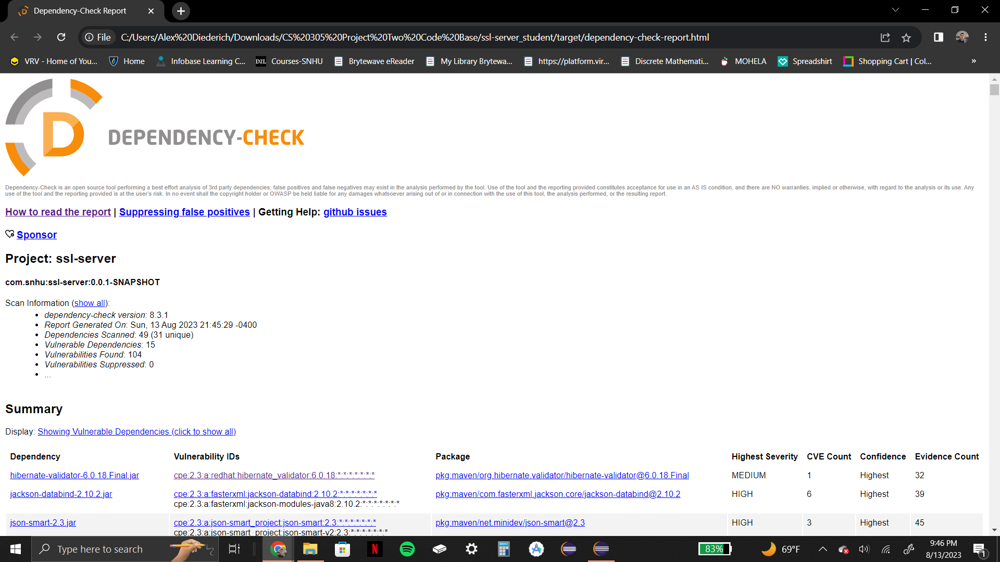 Dependency-Check Report
File
C:/Users/Alex%20Diederich/Downloads/CS%20305%20Project%20Two%20Code%20Base/ssl-server_student/target/dependency-check-report.html
VRV - Home of You...
Home
Infobase Learning C...
D2L
Courses-SNHU
Brytewave eReader
My Library Brytewa...
https://platform.vir...
Discrete Mathemati...
MOHELA
Spreadshirt
Shopping Cart | Col...
»
D
DEPENDENCY-CHECK
Dependency-Check is an open source tool performing a best effort analysis of 3rd party dependencies; false positives and false negatives may exist in the analysis performed by the tool. Use of the tool and the reporting provided constitutes acceptance for use in an AS IS condition, and there are NO warranties, implied or otherwise, with regard to the analysis or its use. Any
use of the tool and the reporting provided is at the user's risk. In no event shall the copyright holder or OWASP be held liable for any damages whatsoever arising out of or in connection with the use of this tool, the analysis performed, or the resulting report.
How to read the report | Suppressing false positives | Getting Help: github issues
Sponsor
Project: ssl-server
com.snhu:ssl-server:0.0.1-SNAPSHOT
Scan Information (show all):
• dependency-check version: 8.3.1
• Report Generated On: Sun, 13 Aug 2023 21:45:29 -0400
• Dependencies Scanned: 49 (31 unique)
• Vulnerable Dependencies: 15
• Vulnerabilities Found: 104
• Vulnerabilities Suppressed: 0
• ...
Summary
Display: Showing Vulnerable Dependencies (click to show all)
Dependency Vulnerability IDs Package Highest Severity CVE Count Confidence Evidence Count
hibernate-validator-6.0.18.Final.jar cpe:2.3:a:redhat:hibernate_validator:6.0.18:*:*:*:*:*:*:* pkg:maven/org.hibernate.validator/hibernate-validator@6.0.18.Final MEDIUM 1 Highest 32
jackson-databind-2.10.2.jar cpe:2.3:a:fasterxml:jackson-databind:2.10.2:*:*:*:*:*:*:* pkg:maven/com.fasterxml.jackson.core/jackson-databind@2.10.2 HIGH 6 Highest 39
cpe:2.3:a:fasterxml:jackson-modules-java8:2.10.2:*:*:*:*:*:*:*
json-smart-2.3.jar cpe:2.3:a:json-smart_project:json-smart:2.3:*:*:*:*:*:*:* pkg:maven/net.minidev/json-smart@2.3 HIGH 3 Highest 45
cpe:2.3:a:json-smart_project:json-smart-v2:2.3:*:*:*:*:*:*:*
Type here to search
N
83%
69°F
9:46 PM
8/13/2023
1